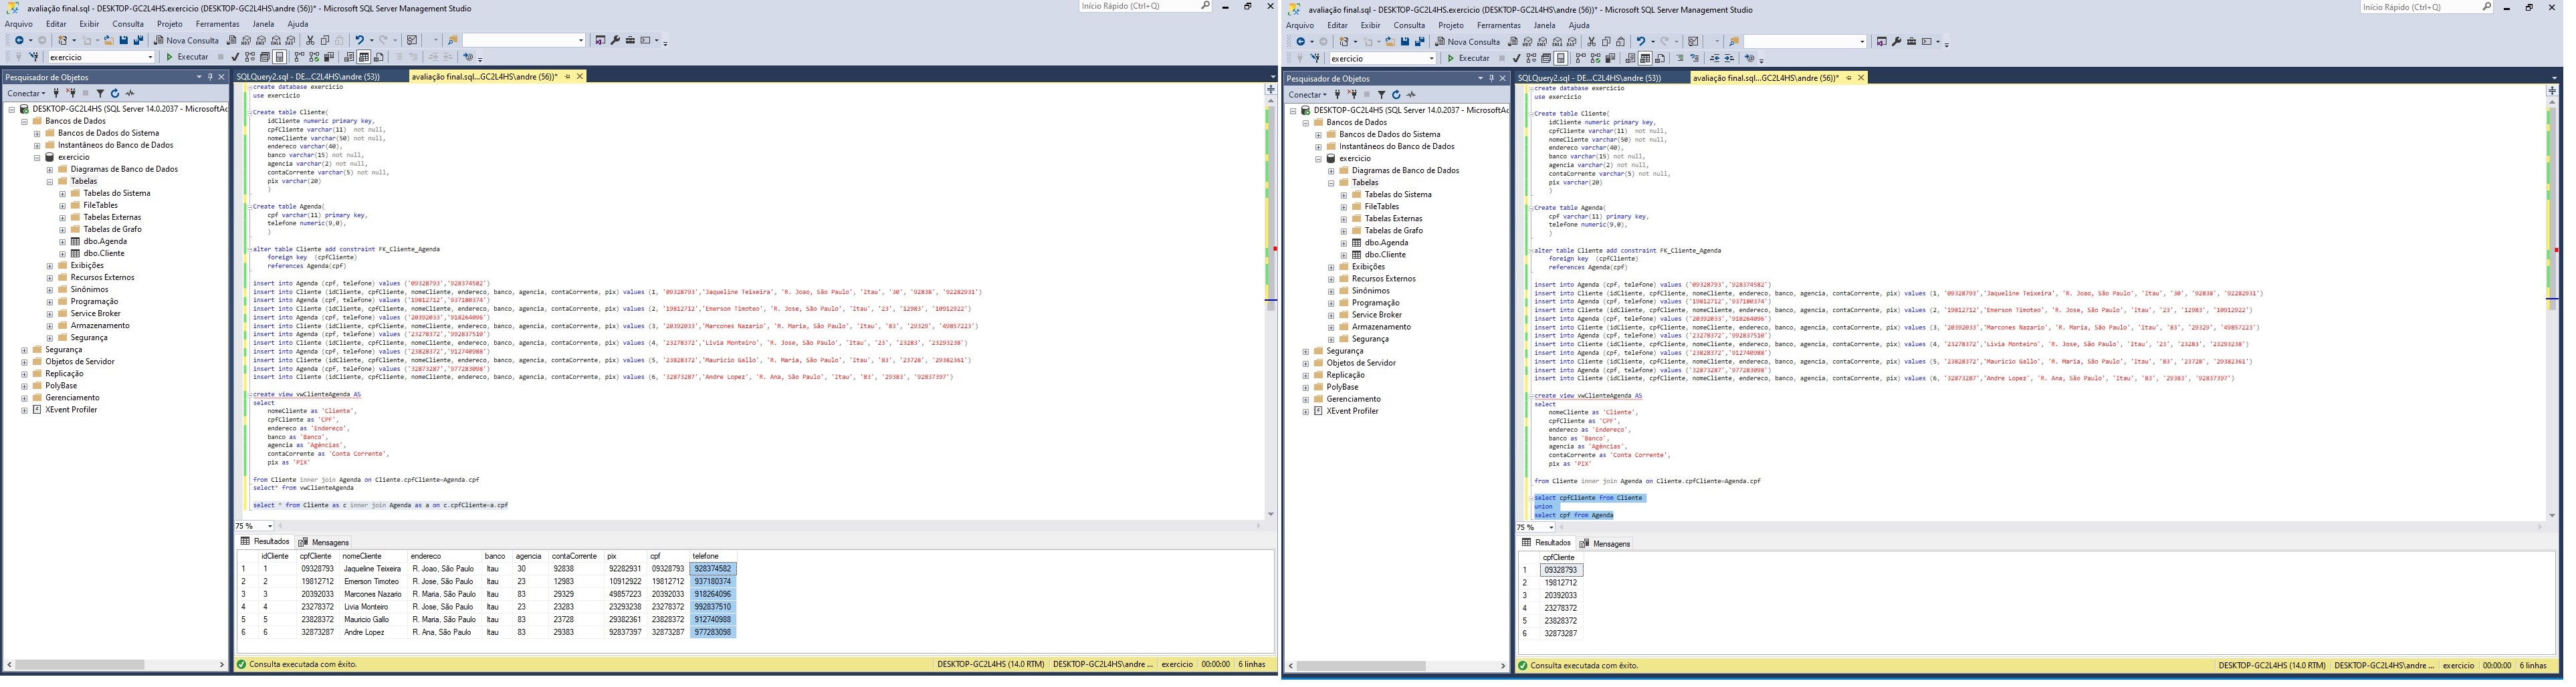 avaliação final.sql - DESKTOP-GC2L4HS.exercicio (DESKTOP-GC2L4HS\andre (56))* - Microsoft SQL Server Management Studio
Início Rápido (Ctrl+Q)
Arquivo Editar Exibir Consulta Projeto Ferramentas Janela Ajuda
Nova Consulta
exercicio
Executar
Pesquisador de Objetos
Conectar
DESKTOP-GC2L4HS (SQL Server 14.0.2037 - MicrosoftAc
Bancos de Dados
Bancos de Dados do Sistema
Instantâneos do Banco de Dados
exercicio
Diagramas de Banco de Dados
Tabelas
Tabelas do Sistema
FileTables
Tabelas Externas
Tabelas de Grafo
dbo.Agenda
dbo.Cliente
Exibições
Recursos Externos
Sinônimos
Programação
Service Broker
Armazenamento
Segurança
Segurança
Objetos de Servidor
Replicação
PolyBase
Gerenciamento
XEvent Profiler
SQLQuery2.sql - DE...C2L4HS\andre (53))
avaliação final.sql...GC2L4HS\andre (56))*
create database exercicio
use exercicio
Create table Cliente(
idCliente numeric primary key,
cpfCliente varchar(11) not null,
nomeCliente varchar(50) not null,
endereco varchar(40),
banco varchar(15) not null,
agencia varchar(2) not null,
contaCorrente varchar(5) not null,
pix varchar(20)
)
Create table Agenda(
cpf varchar(11) primary key,
telefone numeric(9,0),
)
alter table Cliente add constraint FK_Cliente_Agenda
foreign key (cpfCliente)
references Agenda(cpf)
insert into Agenda (cpf, telefone) values ('09328793','928374582')
insert into Cliente (idCliente, cpfCliente, nomeCliente, endereco, banco, agencia, contaCorrente, pix) values (1, '09328793','Jaqueline Teixeira', 'R. Joao, São Paulo', 'Itau', '30', '92838', '92282931')
insert into Agenda (cpf, telefone) values ('19812712','937180374')
insert into Cliente (idCliente, cpfCliente, nomeCliente, endereco, banco, agencia, contaCorrente, pix) values (2, '19812712','Emerson Timoteo', 'R. Jose, São Paulo', 'Itau', '23', '12983', '10912922')
insert into Agenda (cpf, telefone) values ('20392033','918264096')
insert into Cliente (idCliente, cpfCliente, nomeCliente, endereco, banco, agencia, contaCorrente, pix) values (3, '20392033','Marcones Nazario', 'R. Maria, São Paulo', 'Itau', '83', '29329', '49857223')
insert into Agenda (cpf, telefone) values ('23278372','992837510')
insert into Cliente (idCliente, cpfCliente, nomeCliente, endereco, banco, agencia, contaCorrente, pix) values (4, '23278372','Livia Monteiro', 'R. Jose, São Paulo', 'Itau', '23', '23283', '23293238')
insert into Agenda (cpf, telefone) values ('23828372','912740988')
insert into Cliente (idCliente, cpfCliente, nomeCliente, endereco, banco, agencia, contaCorrente, pix) values (5, '23828372','Mauricio Gallo', 'R. Maria, São Paulo', 'Itau', '83', '23728', '29382361')
insert into Agenda (cpf, telefone) values ('32873287','977283098')
insert into Cliente (idCliente, cpfCliente, nomeCliente, endereco, banco, agencia, contaCorrente, pix) values (6, '32873287','Andre Lopez', 'R. Ana, São Paulo', 'Itau', '83', '29383', '92837397')
create view vwClienteAgenda AS
select
nomeCliente as 'Cliente',
cpfCliente as 'CPF',
endereco as 'Endereço',
banco as 'Banco',
agencia as 'Agências',
contaCorrente as 'Conta Corrente',
pix as 'PIX'
from Cliente inner join Agenda on Cliente.cpfCliente=Agenda.cpf
select* from vwClienteAgenda
select * from Cliente as c inner join Agenda as a on c.cpfCliente=a.cpf
75 %
Resultados Mensagens
idCliente cpfCliente nomeCliente endereco banco agencia contaCorrente pix cpf telefone
1 1 09328793 Jaqueline Teixeira R. Joao, São Paulo Itau 30 92838 92282931 09328793 928374582
2 2 19812712 Emerson Timoteo R. Jose, São Paulo Itau 23 12983 10912922 19812712 937180374
3 3 20392033 Marcones Nazario R. Maria, São Paulo Itau 83 29329 49857223 20392033 918264096
4 4 23278372 Livia Monteiro R. Jose, São Paulo Itau 23 23283 23293238 23278372 992837510
5 5 23828372 Mauricio Gallo R. Maria, São Paulo Itau 83 23728 29382361 23828372 912740988
6 6 32873287 Andre Lopez R. Ana, São Paulo Itau 83 29383 92837397 32873287 977283098
Consulta executada com êxito.
DESKTOP-GC2L4HS (14.0 RTM) DESKTOP-GC2L4HS\andre ... exercicio 00:00:00 6 linhas
avaliação final.sql - DESKTOP-GC2L4HS.exercicio (DESKTOP-GC2L4HS\andre (56))* - Microsoft SQL Server Management Studio
Início Rápido (Ctrl+Q)
Arquivo Editar Exibir Consulta Projeto Ferramentas Janela Ajuda
Nova Consulta
exercicio
Executar
Pesquisador de Objetos
Conectar
DESKTOP-GC2L4HS (SQL Server 14.0.2037 - MicrosoftAc
Bancos de Dados
Bancos de Dados do Sistema
Instantâneos do Banco de Dados
exercicio
Diagramas de Banco de Dados
Tabelas
Tabelas do Sistema
FileTables
Tabelas Externas
Tabelas de Grafo
dbo.Agenda
dbo.Cliente
Exibições
Recursos Externos
Sinônimos
Programação
Service Broker
Armazenamento
Segurança
Segurança
Objetos de Servidor
Replicação
PolyBase
Gerenciamento
XEvent Profiler
SQLQuery2.sql - DE...C2L4HS\andre (53))
avaliação final.sql...GC2L4HS\andre (56))*
create database exercicio
use exercicio
Create table Cliente(
idCliente numeric primary key,
cpfCliente varchar(11) not null,
nomeCliente varchar(50) not null,
endereco varchar(40),
banco varchar(15) not null,
agencia varchar(2) not null,
contaCorrente varchar(5) not null,
pix varchar(20)
)
Create table Agenda(
cpf varchar(11) primary key,
telefone numeric(9,0),
)
alter table Cliente add constraint FK_Cliente_Agenda
foreign key (cpfCliente)
references Agenda(cpf)
insert into Agenda (cpf, telefone) values ('09328793','928374582')
insert into Cliente (idCliente, cpfCliente, nomeCliente, endereco, banco, agencia, contaCorrente, pix) values (1, '09328793','Jaqueline Teixeira', 'R. Joao, São Paulo', 'Itau', '30', '92838', '92282931')
insert into Agenda (cpf, telefone) values ('19812712','937180374')
insert into Cliente (idCliente, cpfCliente, nomeCliente, endereco, banco, agencia, contaCorrente, pix) values (2, '19812712','Emerson Timoteo', 'R. Jose, São Paulo', 'Itau', '23', '12983', '10912922')
insert into Agenda (cpf, telefone) values ('20392033','918264096')
insert into Cliente (idCliente, cpfCliente, nomeCliente, endereco, banco, agencia, contaCorrente, pix) values (3, '20392033','Marcones Nazario', 'R. Maria, São Paulo', 'Itau', '83', '29329', '49857223')
insert into Agenda (cpf, telefone) values ('23278372','992837510')
insert into Cliente (idCliente, cpfCliente, nomeCliente, endereco, banco, agencia, contaCorrente, pix) values (4, '23278372','Livia Monteiro', 'R. Jose, São Paulo', 'Itau', '23', '23283', '23293238')
insert into Agenda (cpf, telefone) values ('23828372','912740988')
insert into Cliente (idCliente, cpfCliente, nomeCliente, endereco, banco, agencia, contaCorrente, pix) values (5, '23828372','Mauricio Gallo', 'R. Maria, São Paulo', 'Itau', '83', '23728', '29382361')
insert into Agenda (cpf, telefone) values ('32873287','977283098')
insert into Cliente (idCliente, cpfCliente, nomeCliente, endereco, banco, agencia, contaCorrente, pix) values (6, '32873287','Andre Lopez', 'R. Ana, São Paulo', 'Itau', '83', '29383', '92837397')
create view vwClienteAgenda AS
select
nomeCliente as 'Cliente',
cpfCliente as 'CPF',
endereco as 'Endereço',
banco as 'Banco',
agencia as 'Agências',
contaCorrente as 'Conta Corrente',
pix as 'PIX'
from Cliente inner join Agenda on Cliente.cpfCliente=Agenda.cpf
select cpfCliente from Cliente
union
select cpf from Agenda
75 %
Resultados Mensagens
cpfCliente
1 09328793
2 19812712
3 20392033
4 23278372
5 23828372
6 32873287
Consulta executada com êxito.
DESKTOP-GC2L4HS (14.0 RTM) DESKTOP-GC2L4HS\andre ... exercicio 00:00:00 6 linhas